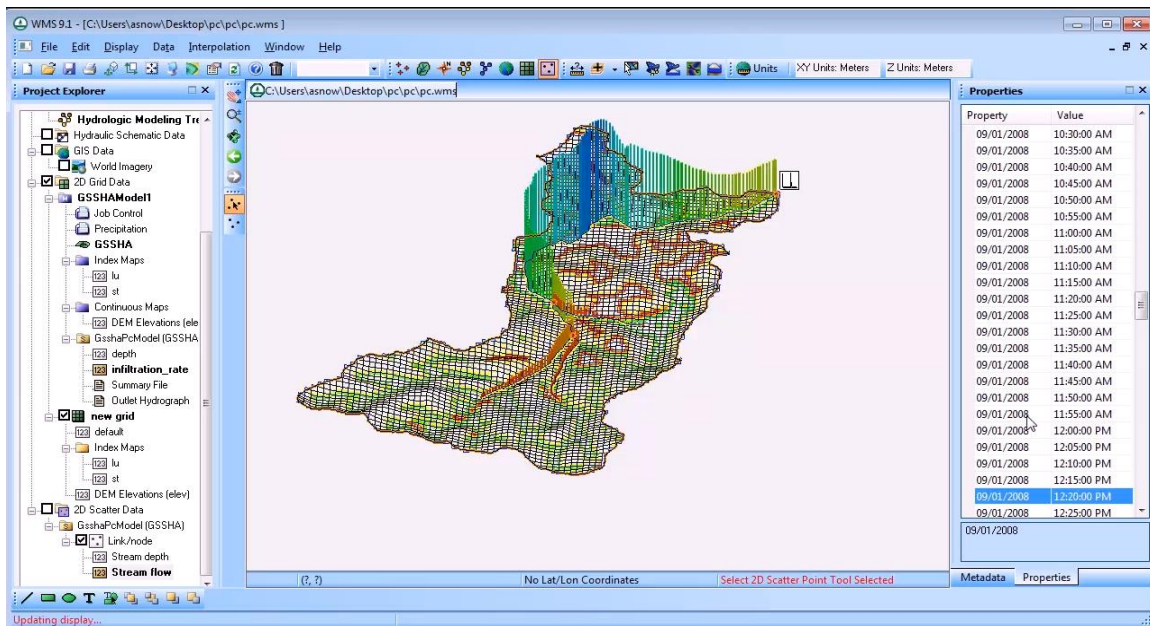 WMS 9.1 - [C:\Users\asnow\Desktop\pc\pc\pc.wms ]
File Edit Display Data Interpolation Window Help
Units XY Units: Meters Z Units: Meters
Project Explorer
Hydrologic Modeling Tre
Hydraulic Schematic Data
GIS Data
World Imagery
2D Grid Data
GSSHAModel1
Job Control
Precipitation
GSSHA
Index Maps
123 lu
123 st
Continuous Maps
123 DEM Elevations (ele
GsshaPcModel (GSSHA
123 depth
123 infiltration_rate
Summary File
Outlet Hydrograph
new grid
123 default
Index Maps
123 lu
123 st
123 DEM Elevations (elev)
2D Scatter Data
GsshaPcModel (GSSHA)
Link/node
123 Stream depth
123 Stream flow
C:\Users\asnow\Desktop\pc\pc\pc.wms
(?, ?) No Lat/Lon Coordinates Select 2D Scatter Point Tool Selected
Properties
Property Value
09/01/2008 10:30:00 AM
09/01/2008 10:35:00 AM
09/01/2008 10:40:00 AM
09/01/2008 10:45:00 AM
09/01/2008 10:50:00 AM
09/01/2008 10:55:00 AM
09/01/2008 11:00:00 AM
09/01/2008 11:05:00 AM
09/01/2008 11:10:00 AM
09/01/2008 11:15:00 AM
09/01/2008 11:20:00 AM
09/01/2008 11:25:00 AM
09/01/2008 11:30:00 AM
09/01/2008 11:35:00 AM
09/01/2008 11:40:00 AM
09/01/2008 11:45:00 AM
09/01/2008 11:50:00 AM
09/01/2008 11:55:00 AM
09/01/2008 12:00:00 PM
09/01/2008 12:05:00 PM
09/01/2008 12:10:00 PM
09/01/2008 12:15:00 PM
09/01/2008 12:20:00 PM
09/01/2008 12:25:00 PM
09/01/2008
Metadata Properties
T
Updating display...